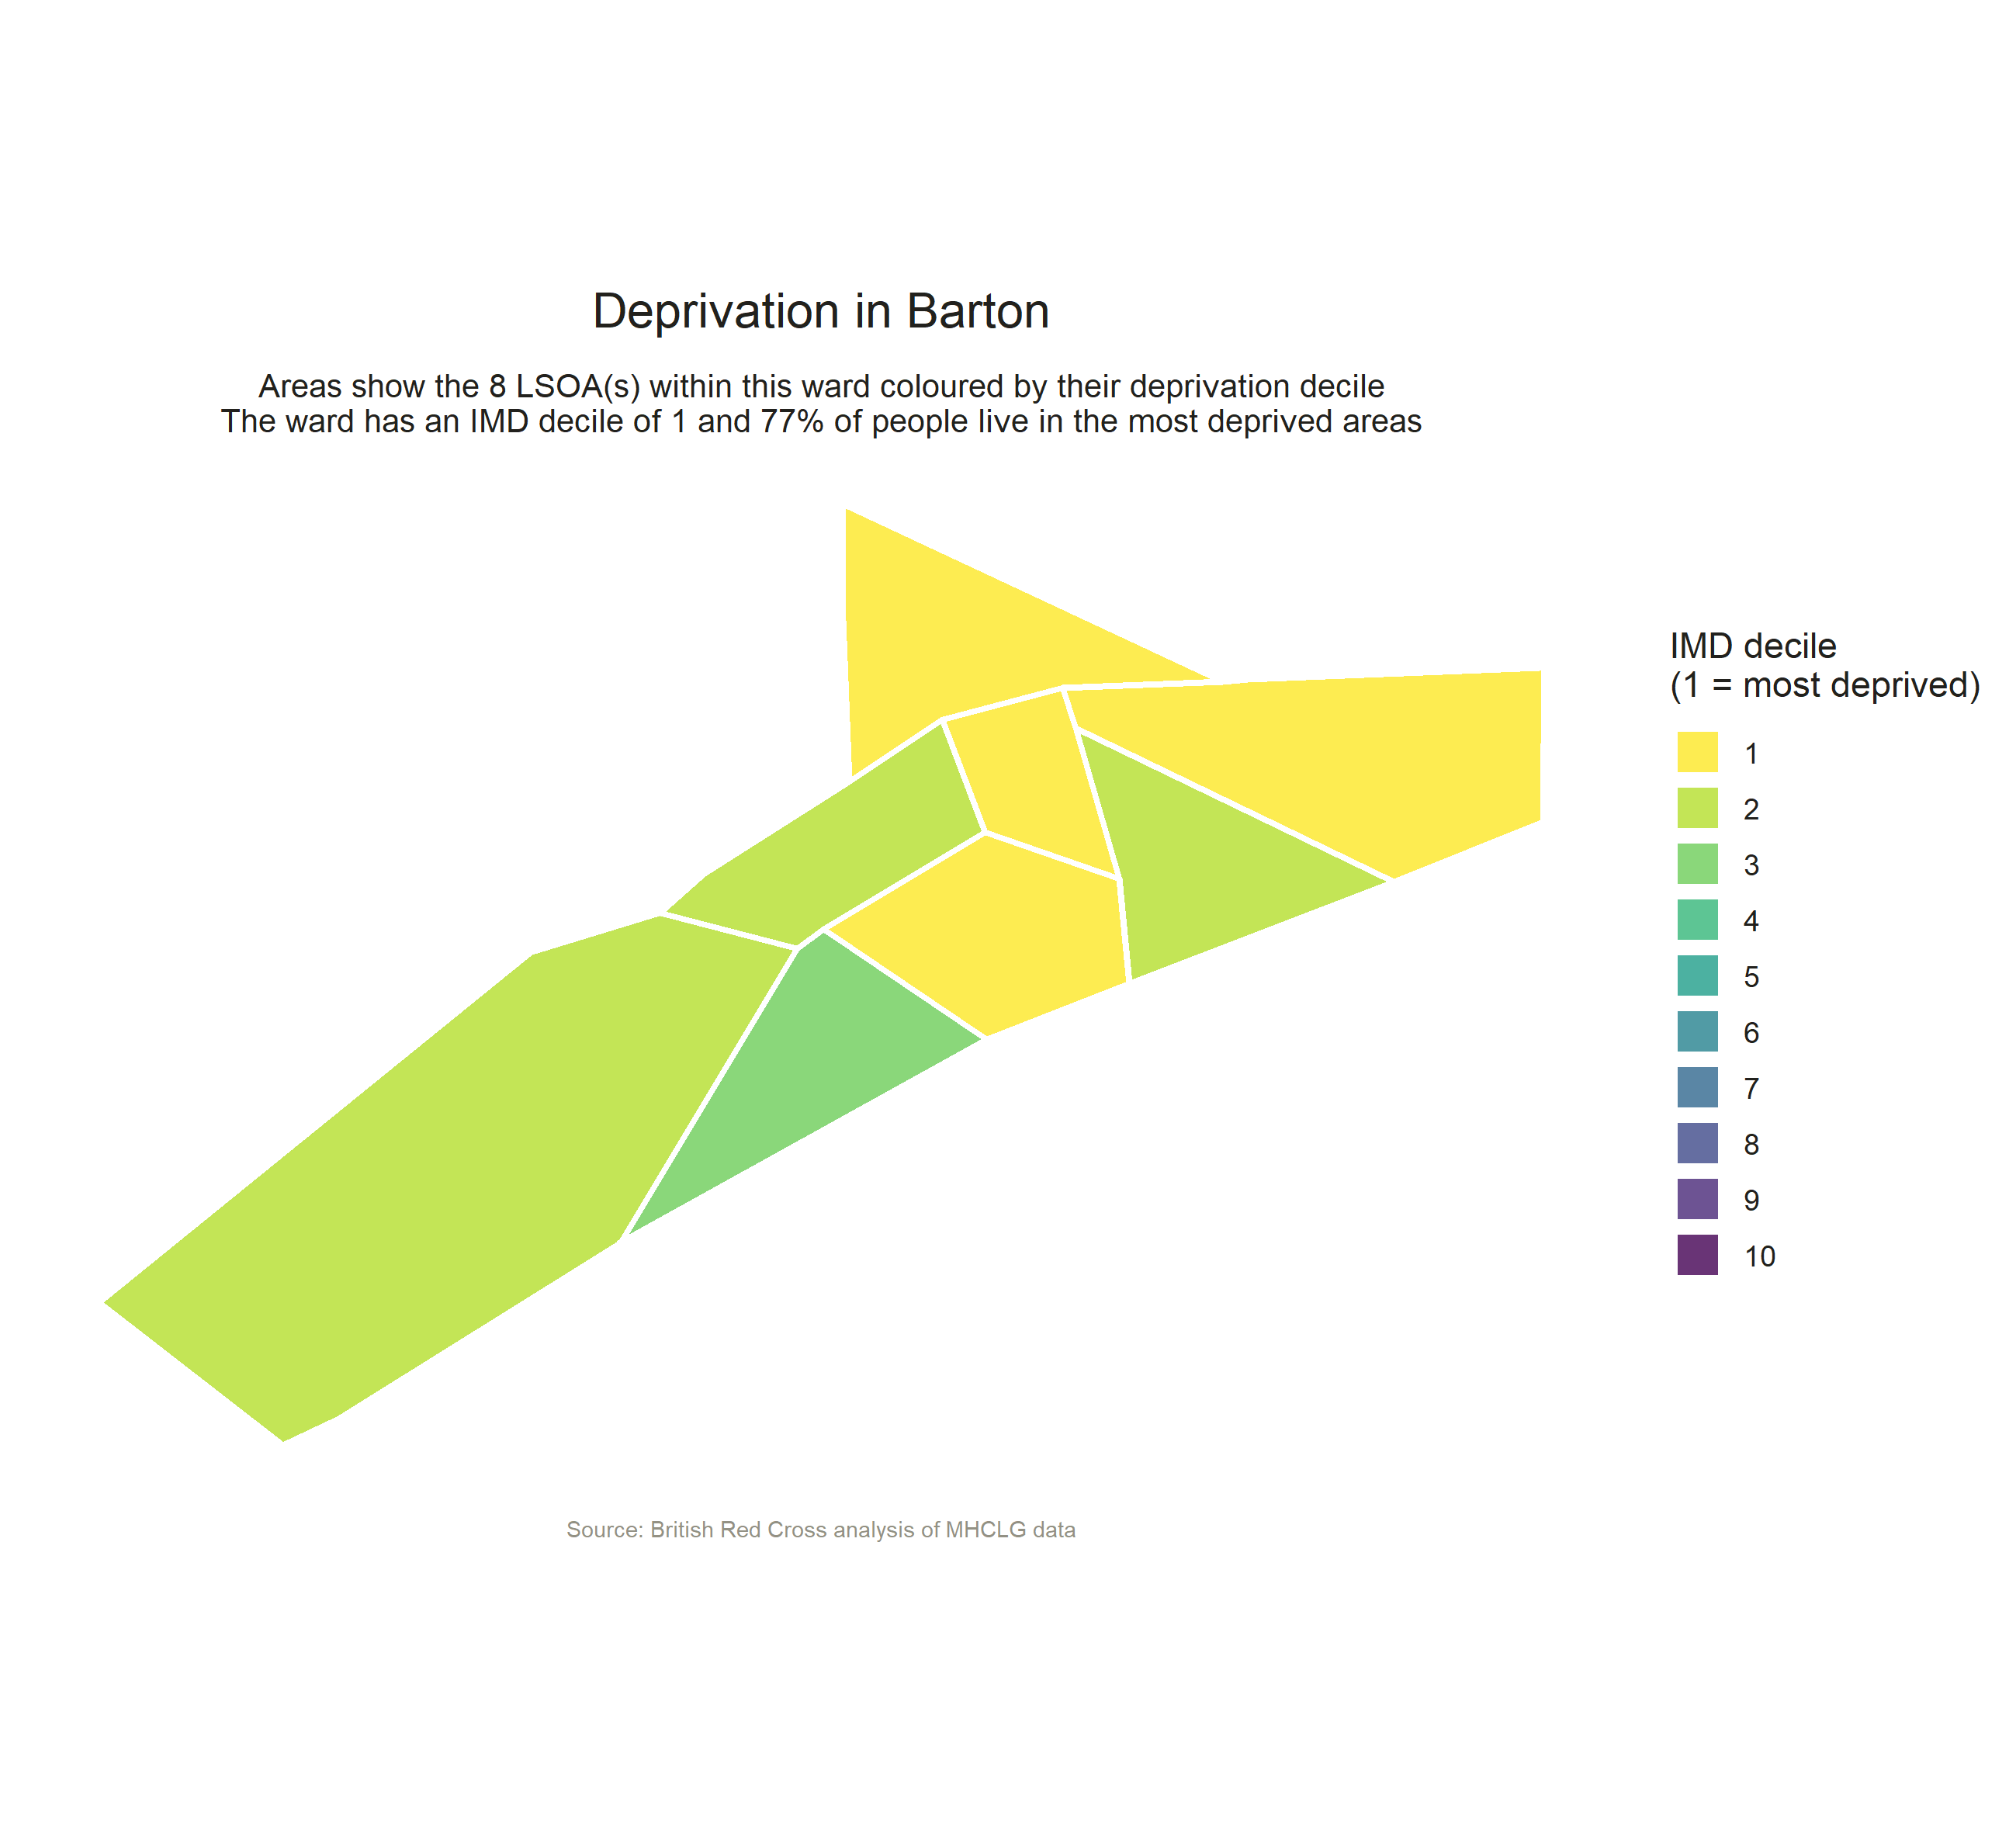 Deprivation in Barton
Areas show the 8 LSOA(s) within this ward coloured by their deprivation decile
The ward has an IMD decile of 1 and 77% of people live in the most deprived areas
IMD decile
(1 = most deprived)
1
2
3
4
5
6
7
8
9
10
Source: British Red Cross analysis of MHCLG data